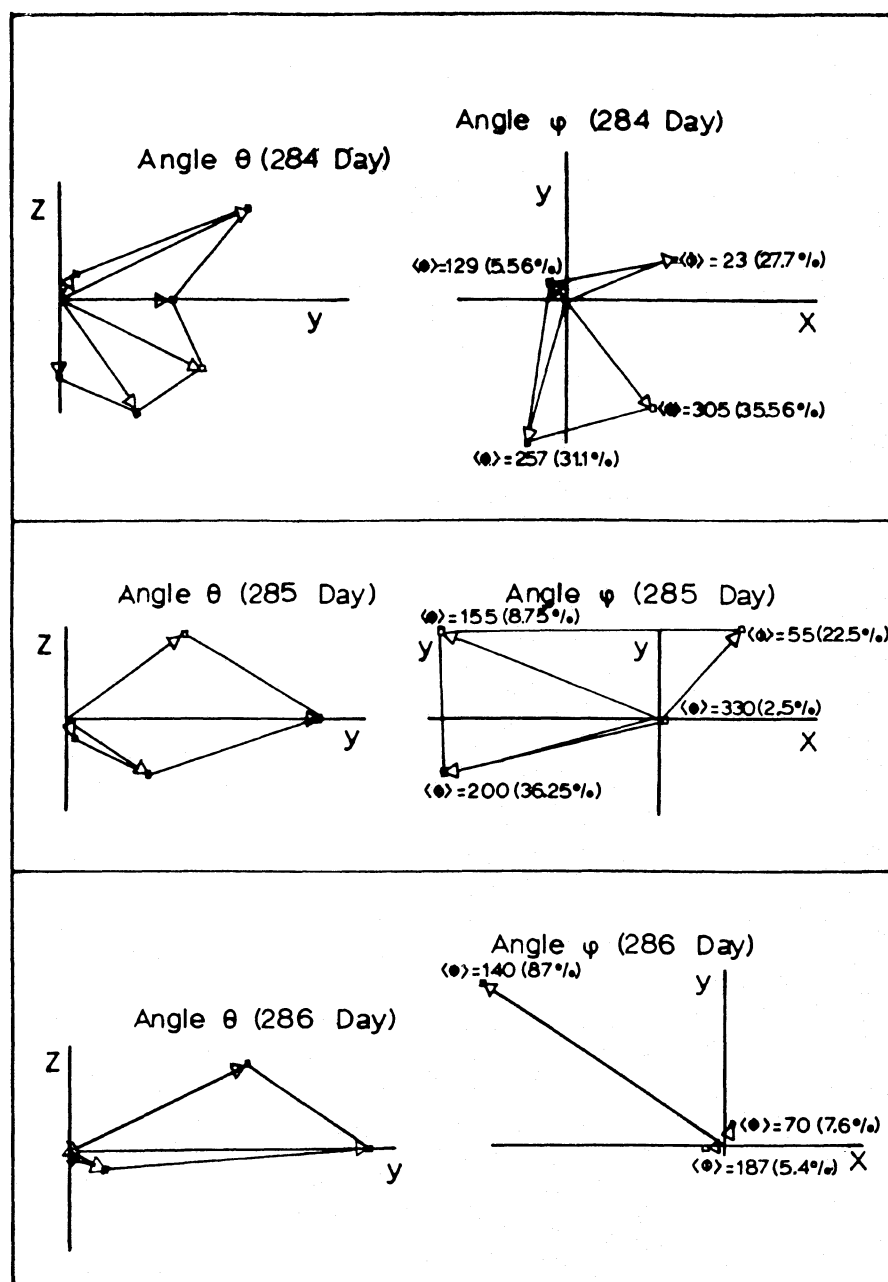 Angle φ (284 Day)
Angle θ (284 Day)
Z
y
y
X
⟨Φ⟩=129 (5.56%)
⟨Φ⟩=23 (27.7%)
⟨Φ⟩=305 (35.56%)
⟨Φ⟩=257 (31.1%)
Angle θ (285 Day)
Angle φ (285 Day)
Z
y
⟨Φ⟩=155 (8.75%)
y
y
⟨Φ⟩=55 (22.5%)
⟨Φ⟩=330 (2.5%)
X
⟨Φ⟩=200 (36.25%)
Angle φ (286 Day)
⟨Φ⟩=140 (87%)
y
Angle θ (286 Day)
Z
y
⟨Φ⟩=70 (7.6%)
⟨Φ⟩=187 (5.4%)
X